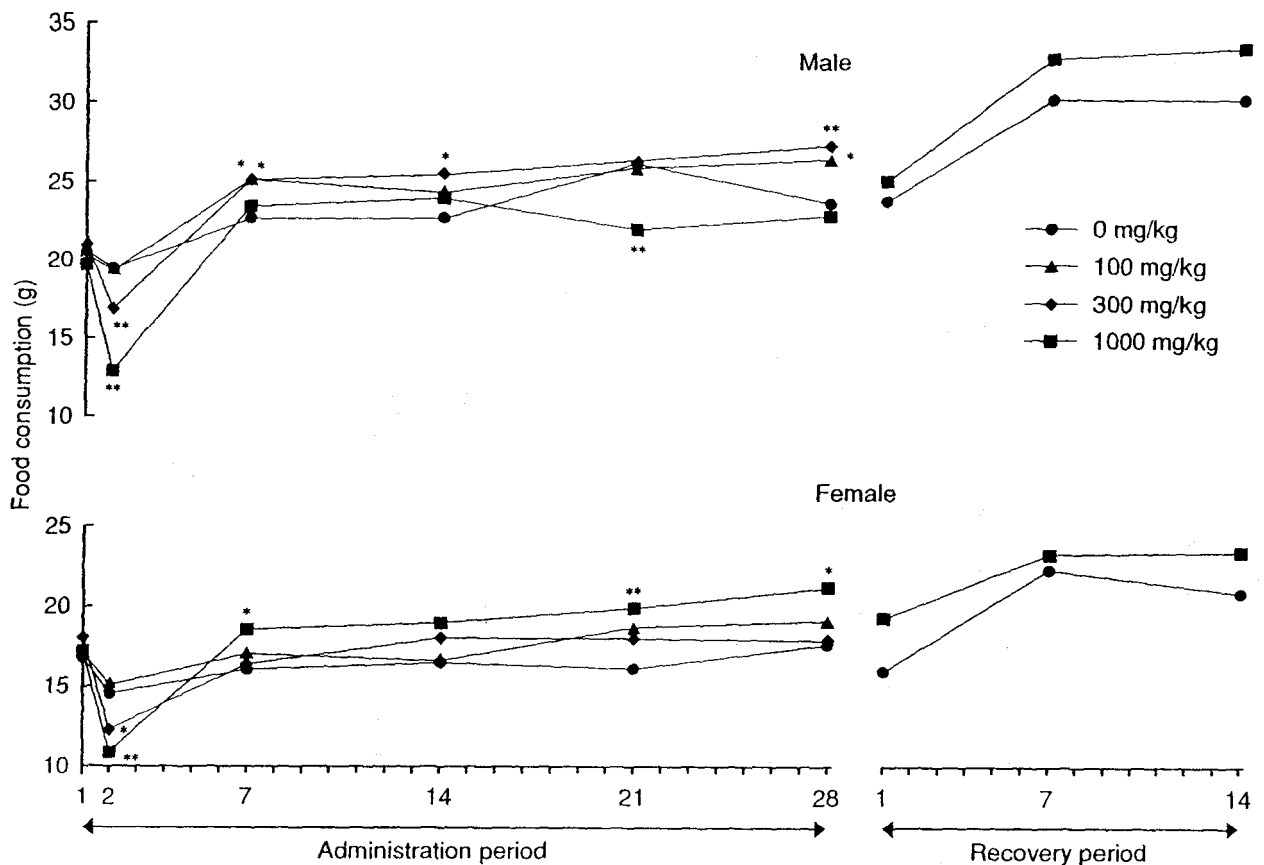 35
Male
30
**
* *
*
*
25
0 mg/kg
20
**
100 mg/kg
300 mg/kg
**
15
1000 mg/kg
**
10
Food consumption (g)
Female
25
*
**
*
20
15
*
**
10
1 2 7 14 21 28 1 7 14
Administration period
Recovery period